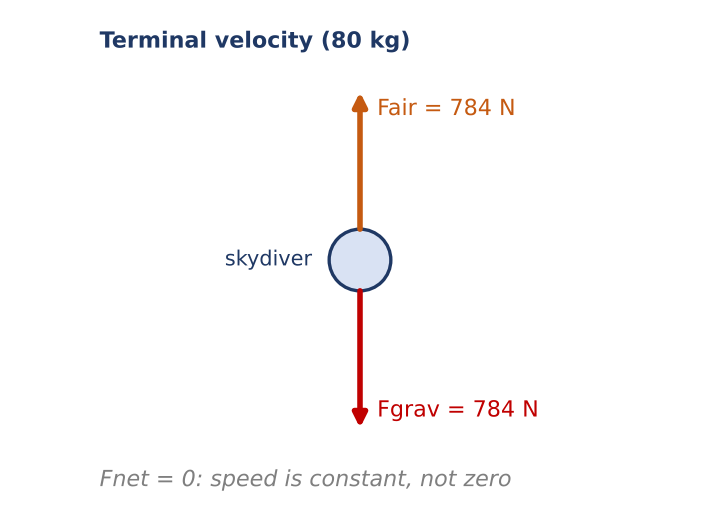 Terminal velocity (80 kg)
Fair = 784 N
skydiver
Fgrav = 784 N
Fnet = 0: speed is constant, not zero